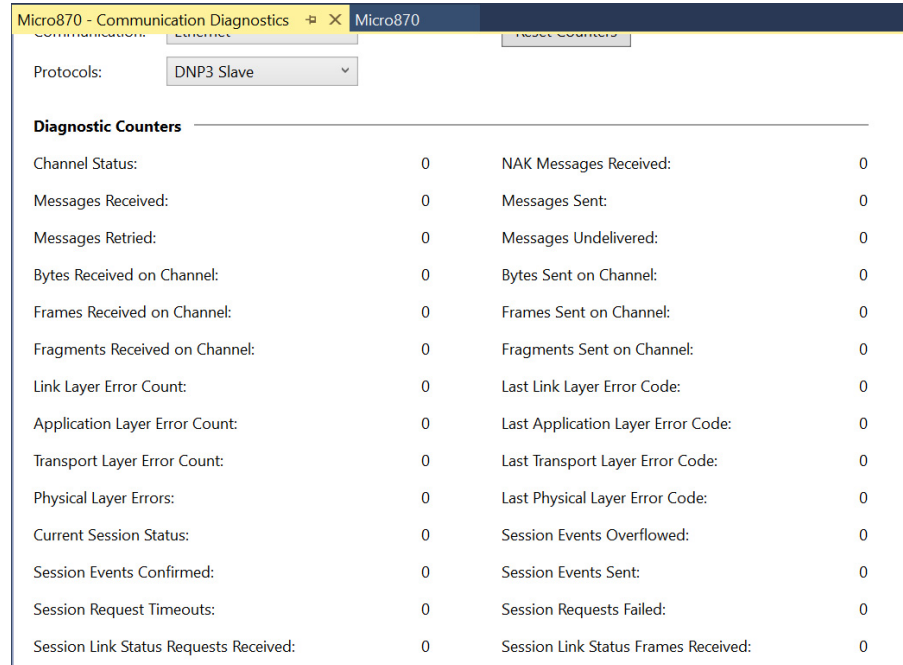 Micro870 - Communication Diagnostics Micro870
Communication: Ethernet Reset Counters
Protocols: DNP3 Slave
Diagnostic Counters
Channel Status: 0 NAK Messages Received: 0
Messages Received: 0 Messages Sent: 0
Messages Retried: 0 Messages Undelivered: 0
Bytes Received on Channel: 0 Bytes Sent on Channel: 0
Frames Received on Channel: 0 Frames Sent on Channel: 0
Fragments Received on Channel: 0 Fragments Sent on Channel: 0
Link Layer Error Count: 0 Last Link Layer Error Code: 0
Application Layer Error Count: 0 Last Application Layer Error Code: 0
Transport Layer Error Count: 0 Last Transport Layer Error Code: 0
Physical Layer Errors: 0 Last Physical Layer Error Code: 0
Current Session Status: 0 Session Events Overflowed: 0
Session Events Confirmed: 0 Session Events Sent: 0
Session Request Timeouts: 0 Session Requests Failed: 0
Session Link Status Requests Received: 0 Session Link Status Frames Received: 0